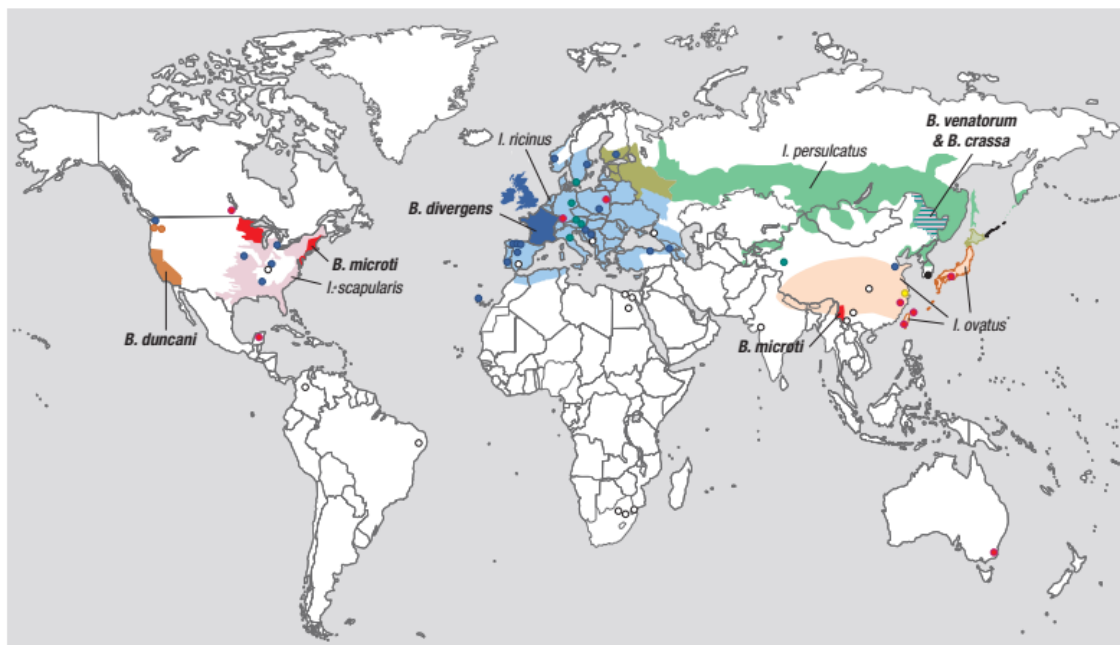 B. venatorum
& B. crassa
I. ricinus
I. persulcatus
B. divergens
B. microti
I. scapularis
B. duncani
I. ovatus
B. microti